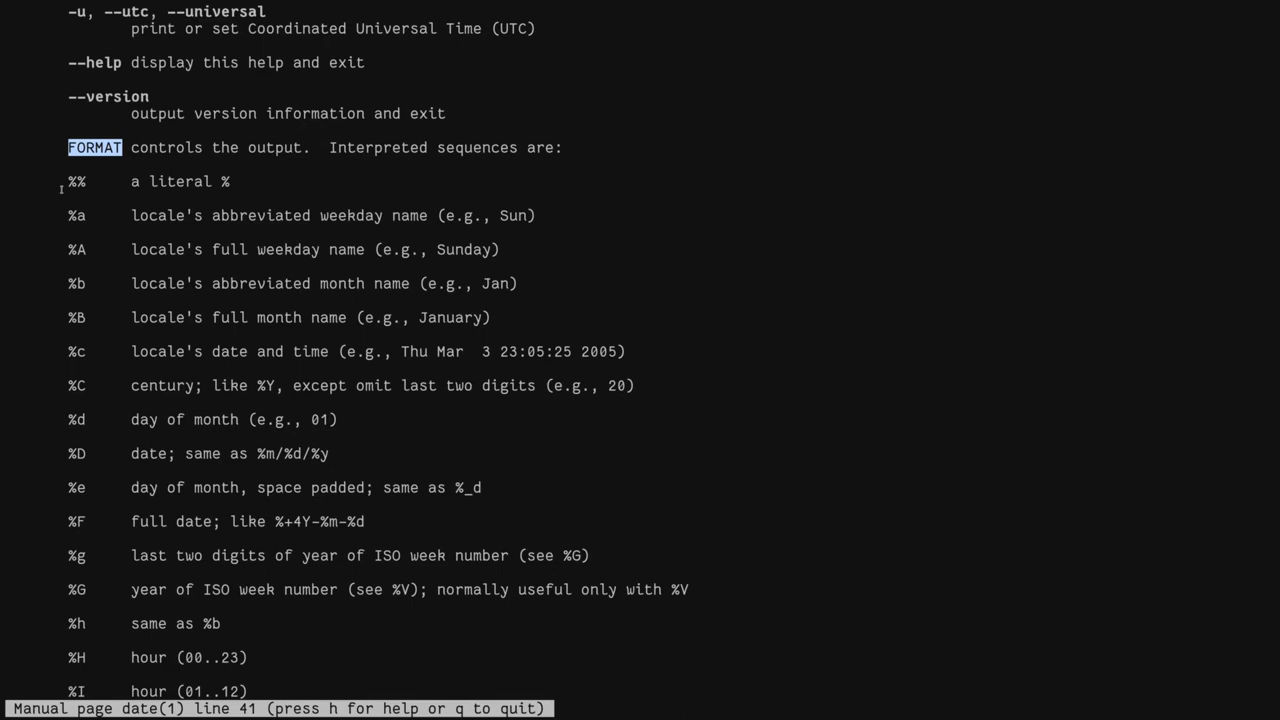 -u, --utc, --universal
print or set Coordinated Universal Time (UTC)
--help display this help and exit
--version
output version information and exit
FORMAT controls the output.  Interpreted sequences are:
%%     a literal %
%a     locale's abbreviated weekday name (e.g., Sun)
%A     locale's full weekday name (e.g., Sunday)
%b     locale's abbreviated month name (e.g., Jan)
%B     locale's full month name (e.g., January)
%c     locale's date and time (e.g., Thu Mar  3 23:05:25 2005)
%C     century; like %Y, except omit last two digits (e.g., 20)
%d     day of month (e.g., 01)
%D     date; same as %m/%d/%y
%e     day of month, space padded; same as %_d
%F     full date; like %+4Y-%m-%d
%g     last two digits of year of ISO week number (see %G)
%G     year of ISO week number (see %V); normally useful only with %V
%h     same as %b
%H     hour (00..23)
%I     hour (01..12)
Manual page date(1) line 41 (press h for help or q to quit)